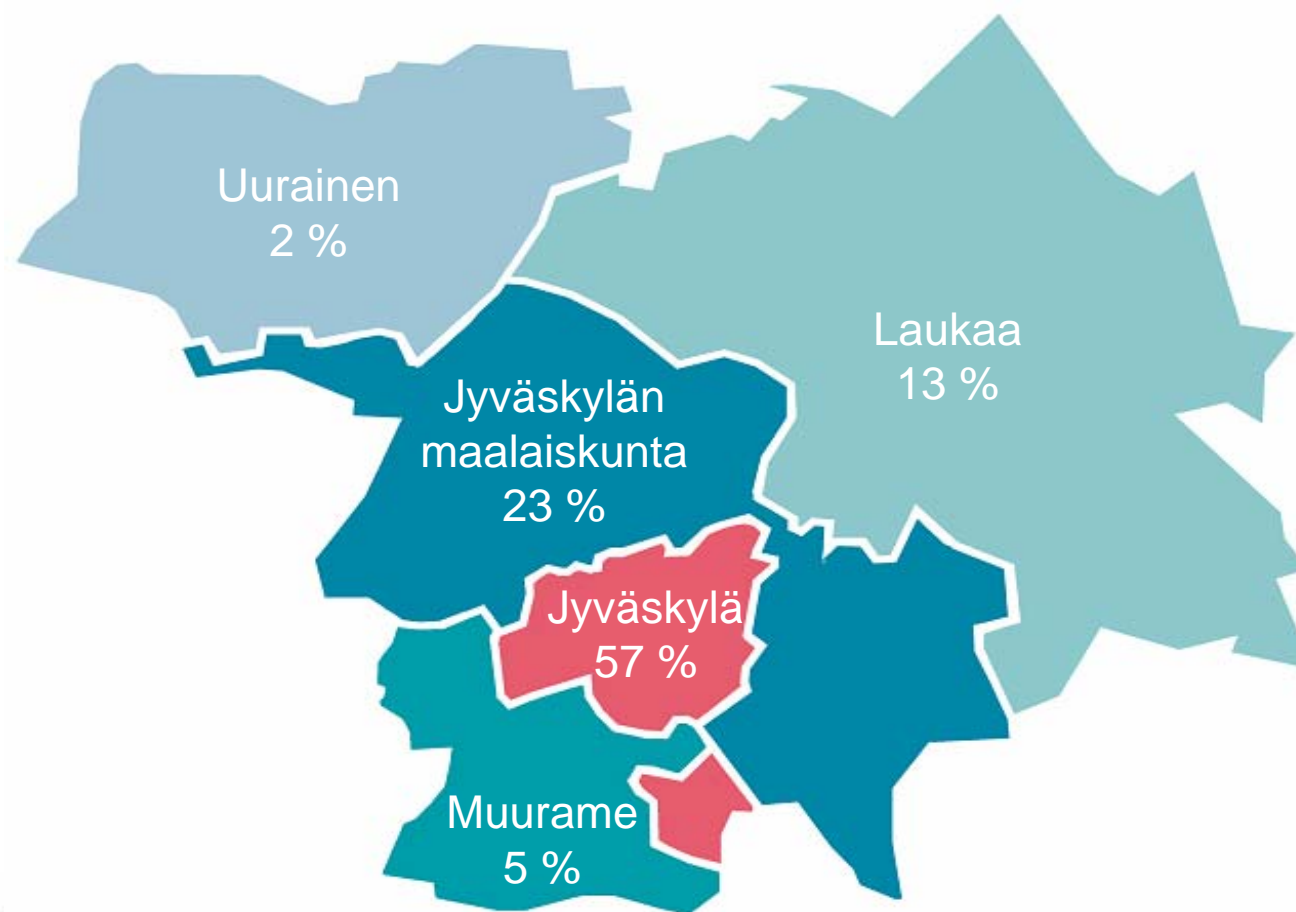 Uurainen
2 %
Laukaa
13 %
Jyväskylän
maalaiskunta
23 %
Jyväskylä
57 %
Muurame
5 %